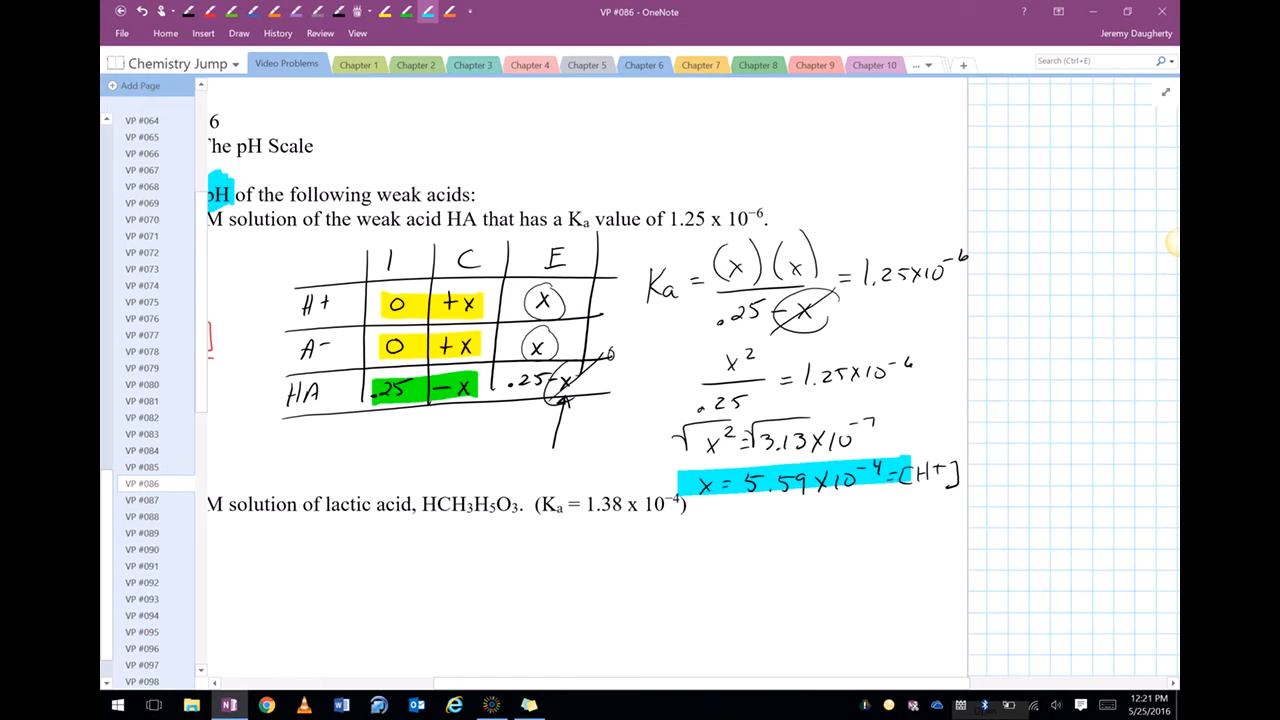 VP #086 - OneNote
?
File Home Insert Draw History Review View
Jeremy Daugherty
Chemistry Jump
Video Problems
Chapter 1
Chapter 2
Chapter 3
Chapter 4
Chapter 5
Chapter 6
Chapter 7
Chapter 8
Chapter 9
Chapter 10
...
+
Search (Ctrl+E)
Add Page
VP #064
VP #065
VP #066
VP #067
VP #068
VP #069
VP #070
VP #071
VP #072
VP #073
VP #074
VP #075
VP #076
VP #077
VP #078
VP #079
VP #080
VP #081
VP #082
VP #083
VP #084
VP #085
VP #086
VP #087
VP #088
VP #089
VP #090
VP #091
VP #092
VP #093
VP #094
VP #095
VP #096
VP #097
VP #098
6
The pH Scale
pH of the following weak acids:
M solution of the weak acid HA that has a Ka value of 1.25 x 10⁻⁶.
I C E
H+ 0 +x x
A- 0 +x x
HA .25 -x .25-x 0
Ka = (x)(x) / .25-x = 1.25x10⁻⁶
x² / .25 = 1.25x10⁻⁶
√x² = √3.13x10⁻⁷
x = 5.59x10⁻⁴ = [H+]
M solution of lactic acid, HCH₃H₅O₃. (Ka = 1.38 x 10⁻⁴)
12:21 PM
5/25/2016